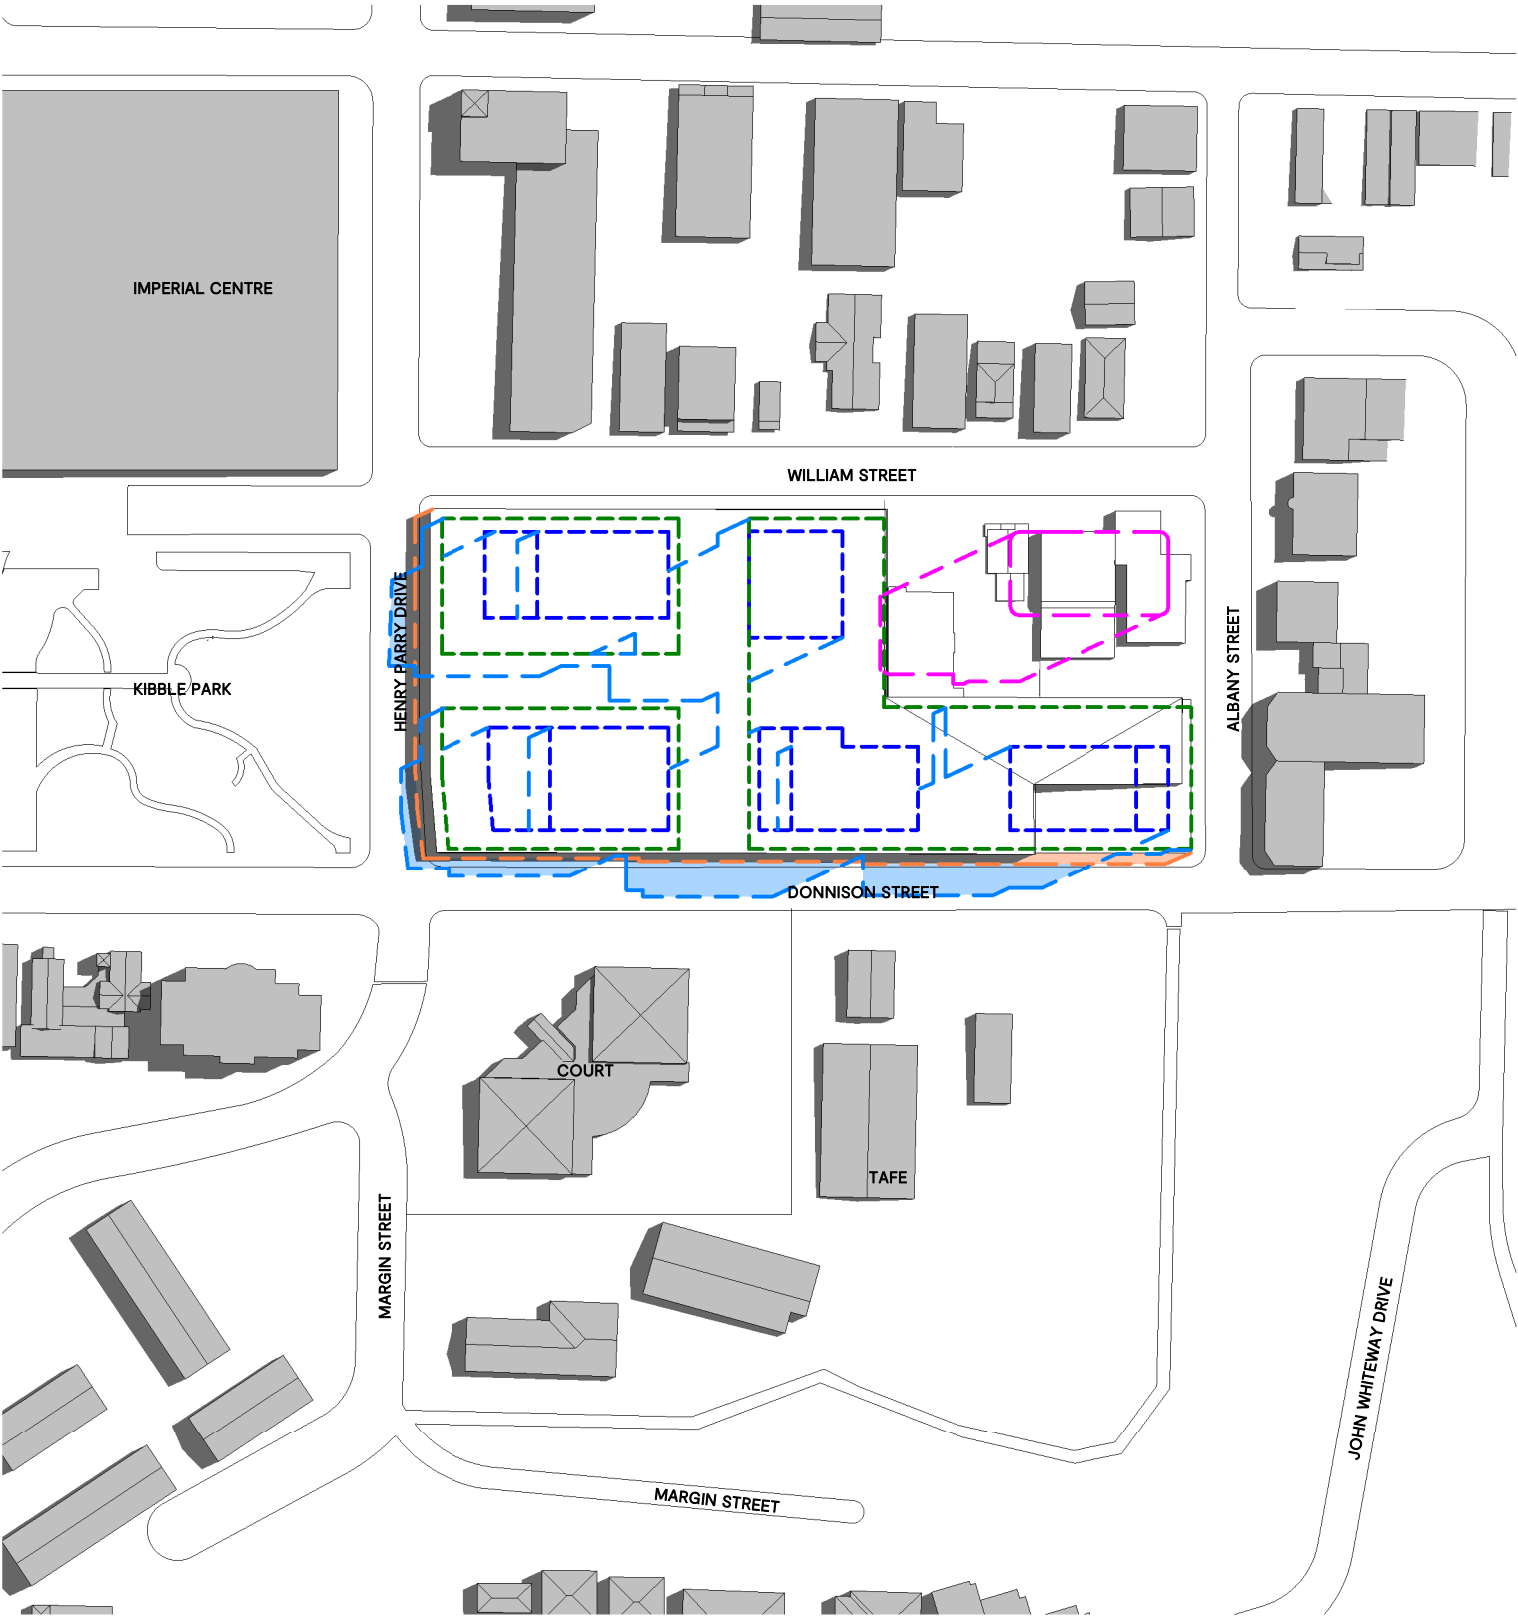 IMPERIAL CENTRE
WILLIAM STREET
HENRY PARRY DRIVE
KIBBLE PARK
ALBANY STREET
DONNISON STREET
COURT
TAFE
MARGIN STREET
JOHN WHITEWAY DRIVE
MARGIN STREET